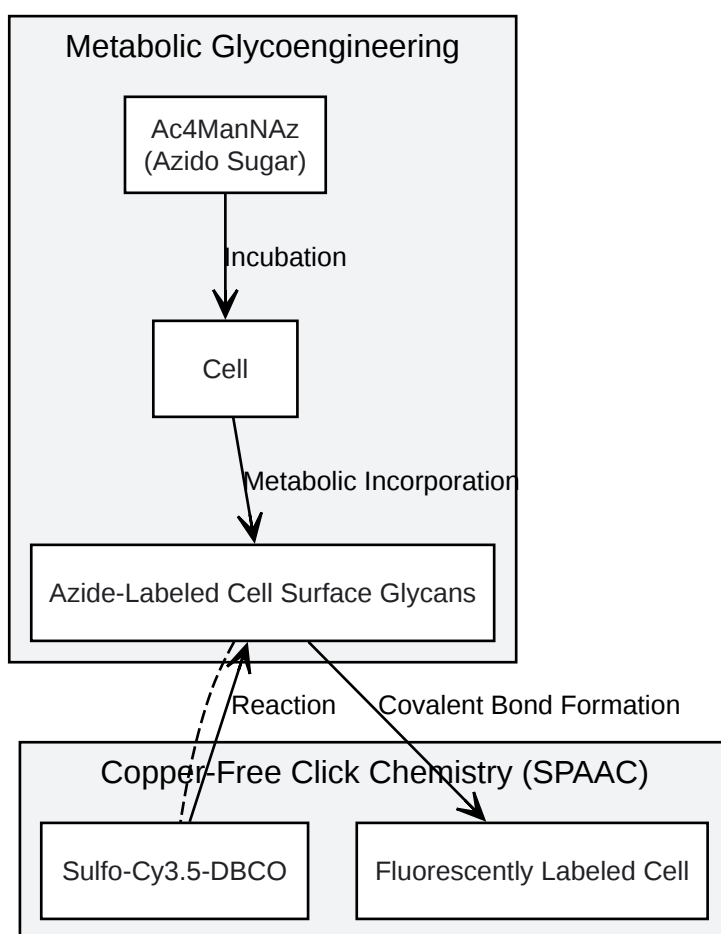 Metabolic Glycoengineering
Ac4ManNAz
(Azido Sugar)
Incubation
Cell
Metabolic Incorporation
Azide-Labeled Cell Surface Glycans
Reaction
Covalent Bond Formation
Copper-Free Click Chemistry (SPAAC)
Sulfo-Cy3.5-DBCO
Fluorescently Labeled Cell